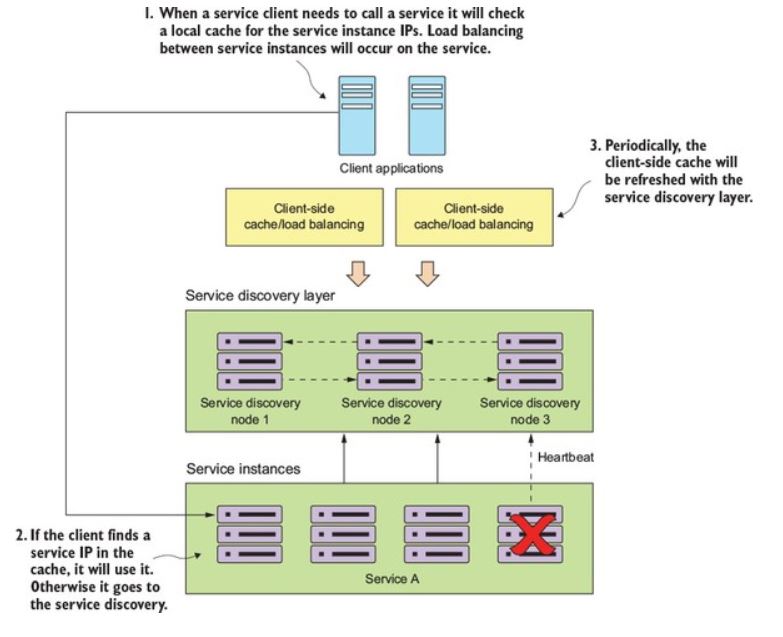 1. When a service client needs to call a service it will check
a local cache for the service instance IPs. Load balancing
between service instances will occur on the service.
Client applications
3. Periodically, the
client-side cache will
be refreshed with the
service discovery layer.
Client-side
cache/load balancing
Client-side
cache/load balancing
Service discovery layer
Service discovery
node 1
Service discovery
node 2
Service discovery
node 3
Heartbeat
Service instances
2. If the client finds a
service IP in the
cache, it will use it.
Otherwise it goes to
the service discovery.
Service A